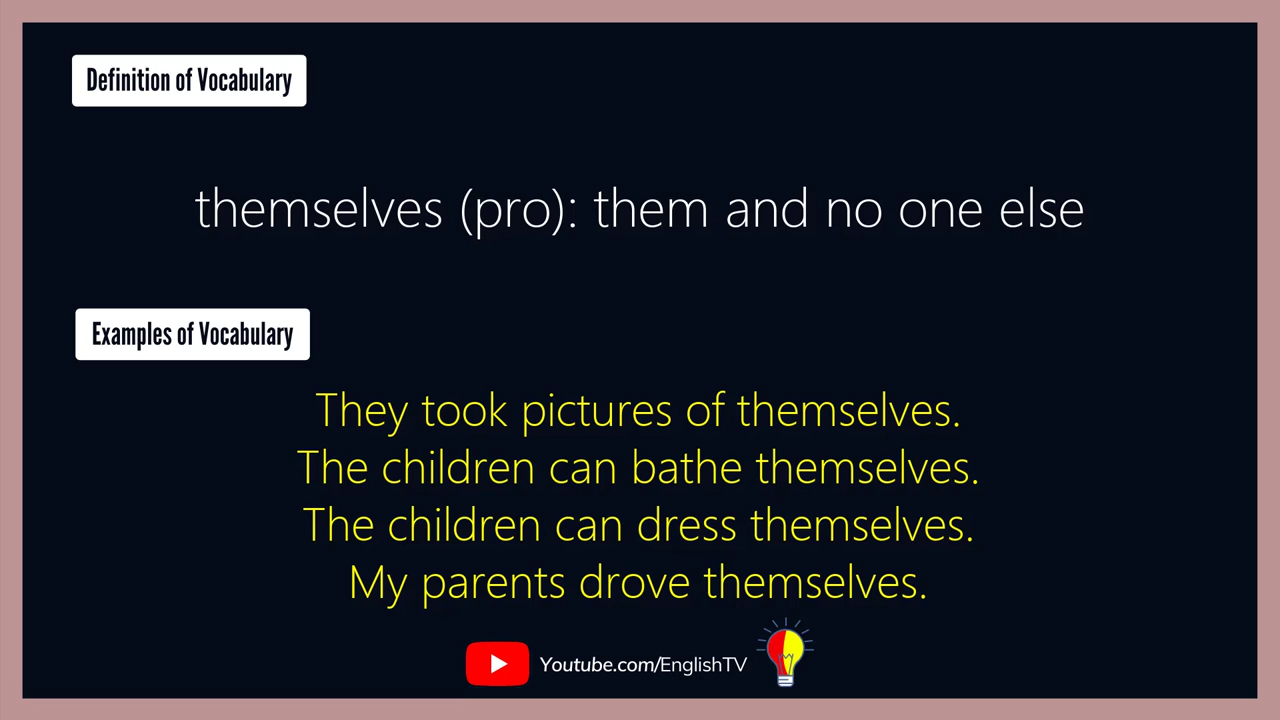 Definition of Vocabulary
themselves (pro): them and no one else
Examples of Vocabulary
They took pictures of themselves.
The children can bathe themselves.
The children can dress themselves.
My parents drove themselves.
Youtube.com/EnglishTV